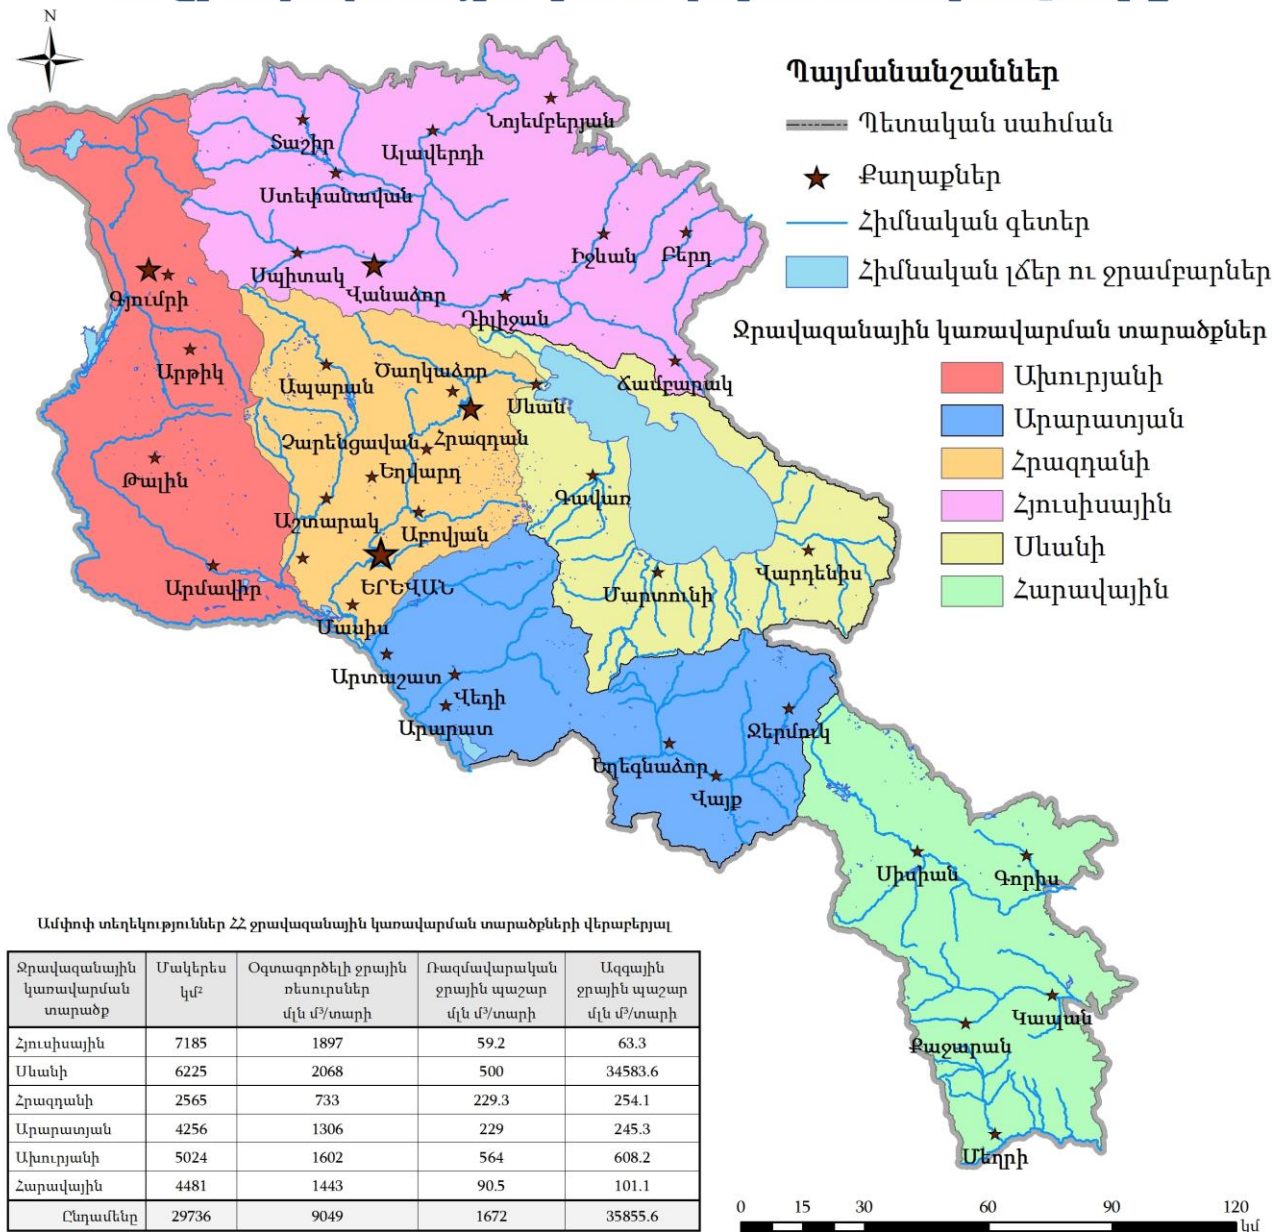 N
Պայմանանշաններ
Պետական սահման
Քաղաքներ
Հիմնական գետեր
Հիմնական լճեր ու ջրամբարներ
Ջրավազանային կառավարման տարածքներ
Ախուրյանի
Արարատյան
Հրազդանի
Հյուսիսային
Սևանի
Հարավային
Նոյեմբերյան
Տաշիր
Ալավերդի
Ստեփանավան
Իջևան
Բերդ
Սպիտակ
Վանաձոր
Գյումրի
Դիլիջան
Արթիկ
Ապարան
Ծաղկաձոր
Ճամբարակ
Սևան
Չարենցավան
Հրազդան
Թալին
Եղվարդ
Գավառ
Աշտարակ
Աբովյան
Վարդենիս
Արմավիր
ԵՐԵՎԱՆ
Մարտունի
Մասիս
Արտաշատ
Վեդի
Արարատ
Ջերմուկ
Եղեգնաձոր
Վայք
Սիսիան
Գորիս
Կապան
Քաջարան
Մեղրի
Ամփոփ տեղեկություններ ՀՀ ջրավազանային կառավարման տարածքների վերաբերյալ
Ջրավազանային կառավարման տարածք Մակերես կմ² Օգտագործելի ջրային ռեսուրսներ մլն մ³/տարի Ռազմավարական ջրային պաշար մլն մ³/տարի Ազգային ջրային պաշար մլն մ³/տարի
Հյուսիսային 7185 1897 59.2 63.3
Սևանի 6225 2068 500 34583.6
Հրազդանի 2565 733 229.3 254.1
Արարատյան 4256 1306 229 245.3
Ախուրյանի 5024 1602 564 608.2
Հարավային 4481 1443 90.5 101.1
Ընդամենը 29736 9049 1672 35855.6
0 15 30 60 90 120
կմ